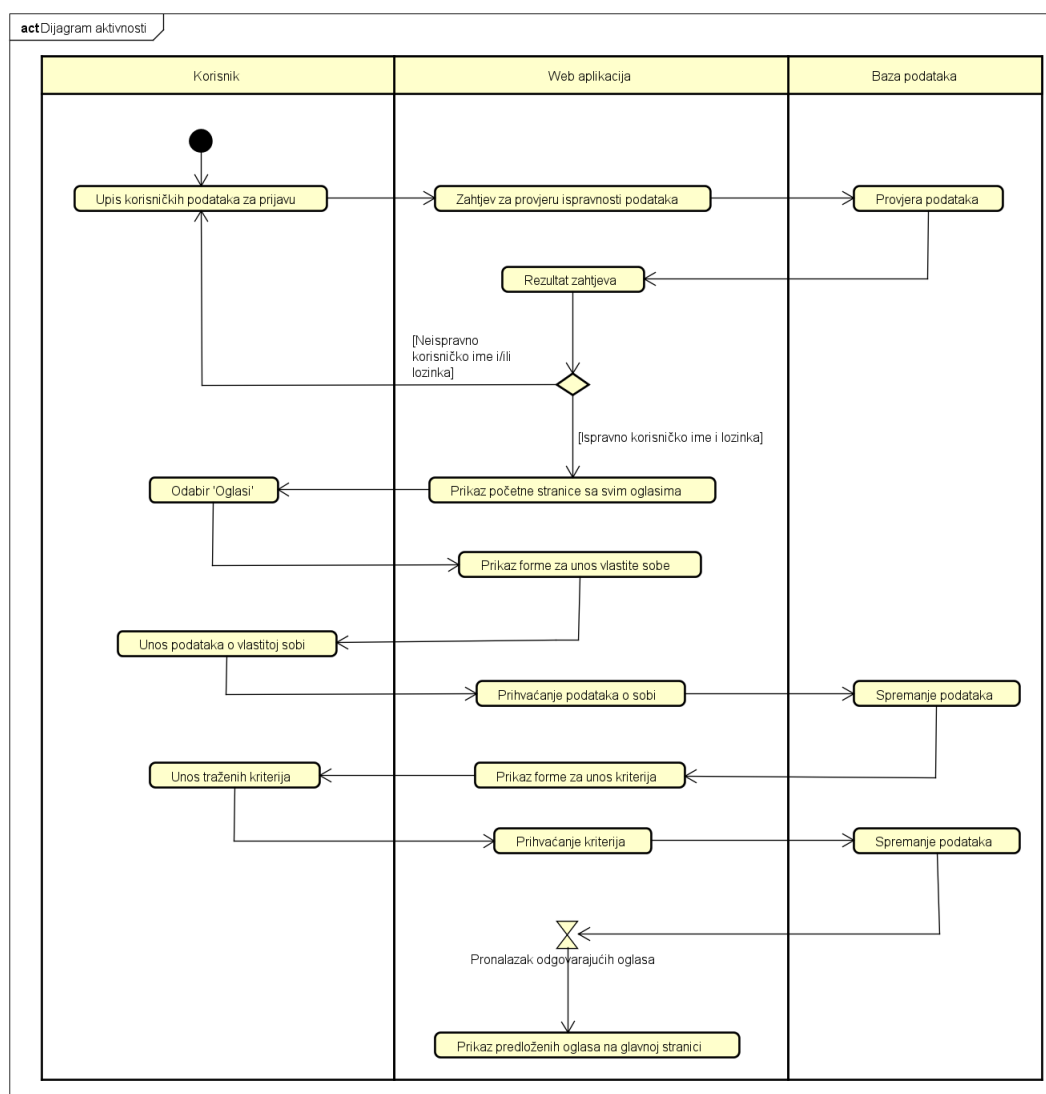 act Dijagram aktivnosti
Korisnik
Web aplikacija
Baza podataka
Upis korisničkih podataka za prijavu
Zahtjev za provjeru ispravnosti podataka
Provjera podataka
Rezultat zahtjeva
[Neispravno
korisničko ime i/ili
lozinka]
[Ispravno korisničko ime i lozinka]
Odabir 'Oglasi'
Prikaz početne stranice sa svim oglasima
Prikaz forme za unos vlastite sobe
Unos podataka o vlastitoj sobi
Prihvaćanje podataka o sobi
Spremanje podataka
Unos traženih kriterija
Prikaz forme za unos kriterija
Prihvaćanje kriterija
Spremanje podataka
Pronalazak odgovarajućih oglasa
Prikaz predloženih oglasa na glavnoj stranici